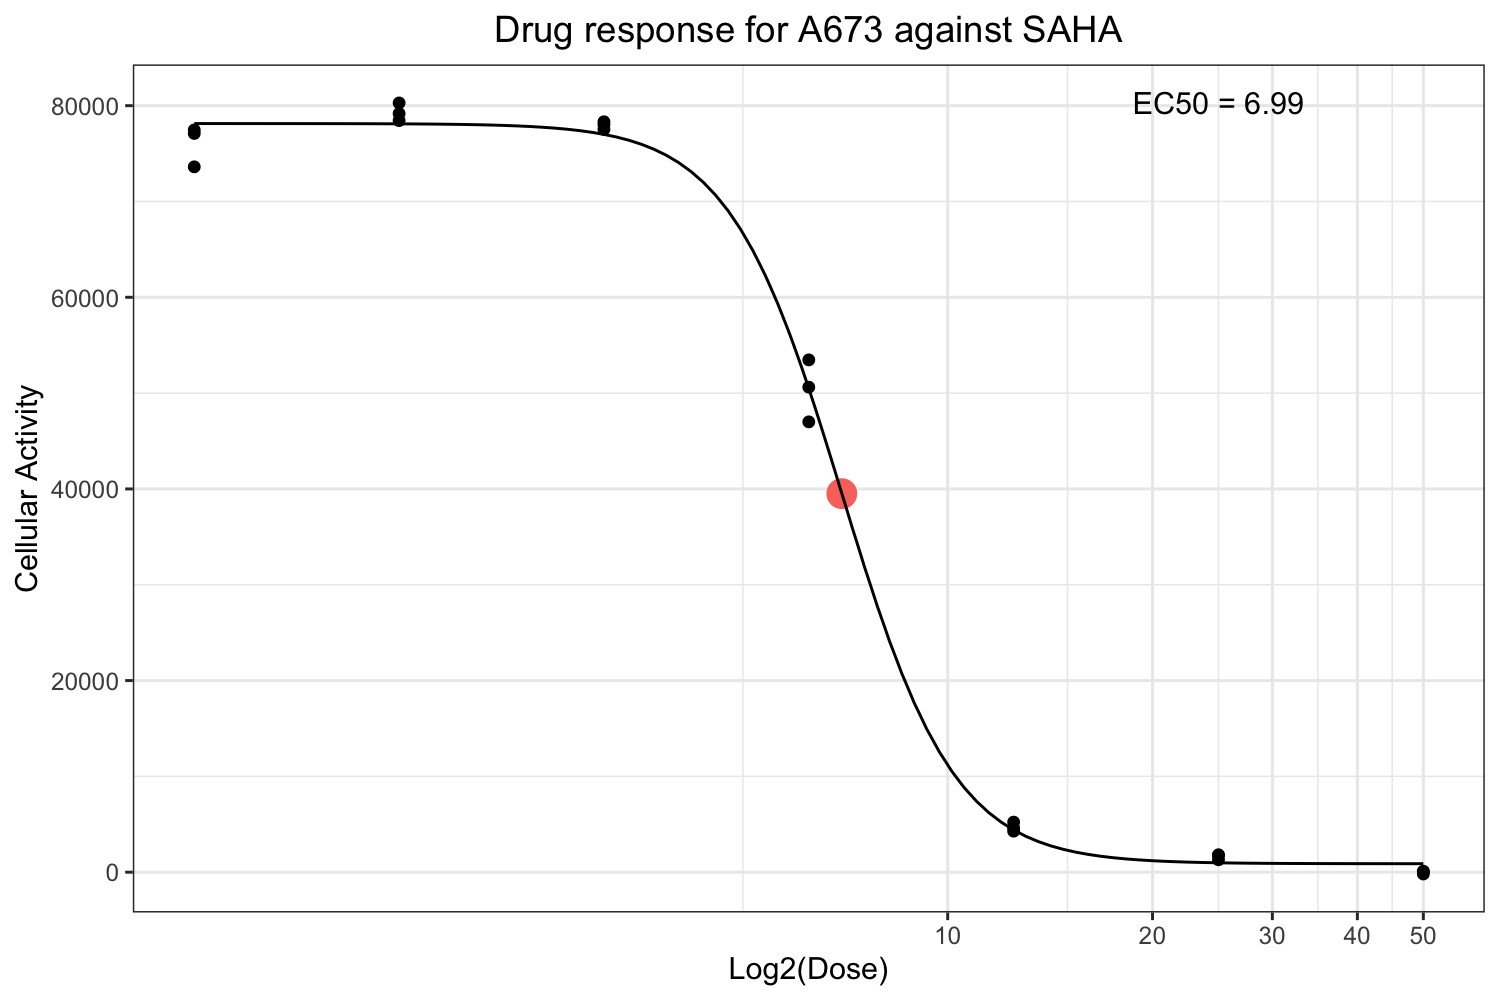 Drug response for A673 against SAHA
EC50 = 6.99
Cellular Activity
80000
60000
40000
20000
0
10 20 30 40 50
Log2(Dose)